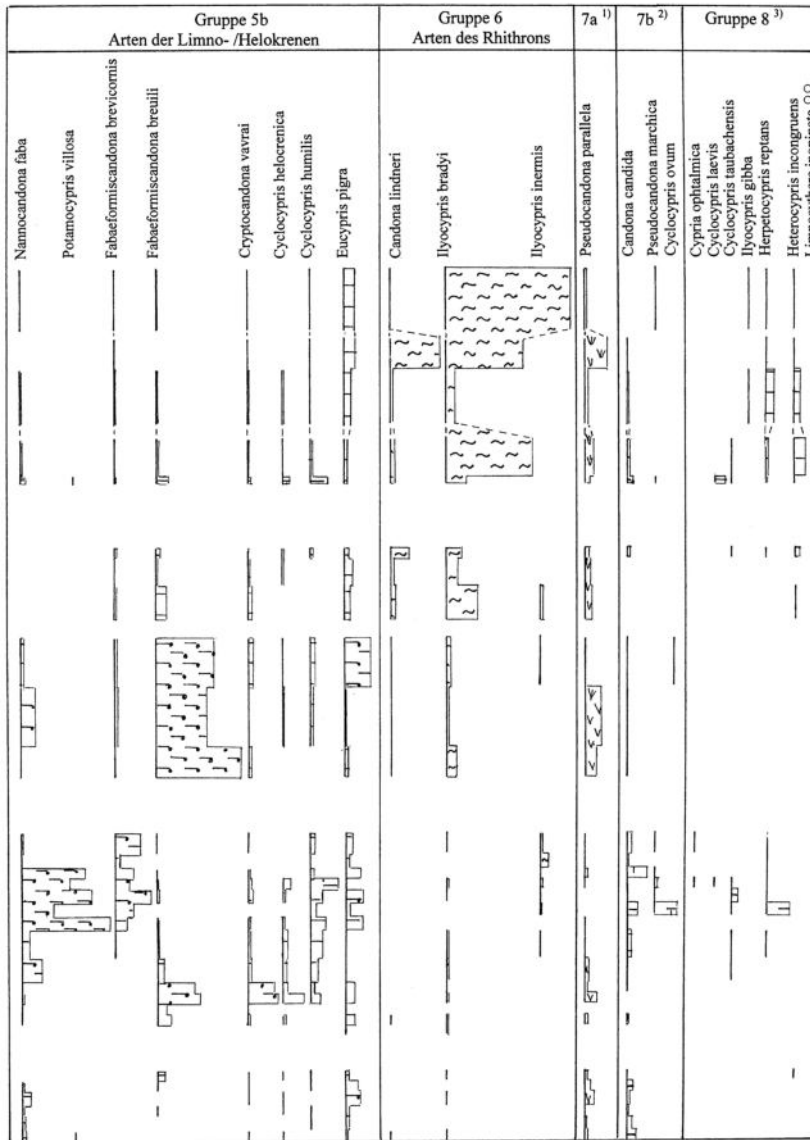 Gruppe 5b
Arten der Limno- /Helokrenen
Gruppe 6
Arten des Rhithrons
7a 1)
7b 2)
Gruppe 8 3)
Nannocandona faba
Potamocypris villosa
Fabaeformiscandona brevicornis
Fabaeformiscandona breuili
Cryptocandona vavrai
Cyclocypris helocrenica
Cyclocypris humilis
Eucypris pigra
Candona lindneri
Ilyocypris bradyi
Ilyocypris inermis
Pseudocandona parallela
Candona candida
Pseudocandona marchica
Cyclocypris ovum
Cypria ophtalmica
Cyclocypris laevis
Cyclocypris taubachensis
Ilyocypris gibba
Herpetocypris reptans
Heterocypris incongruens